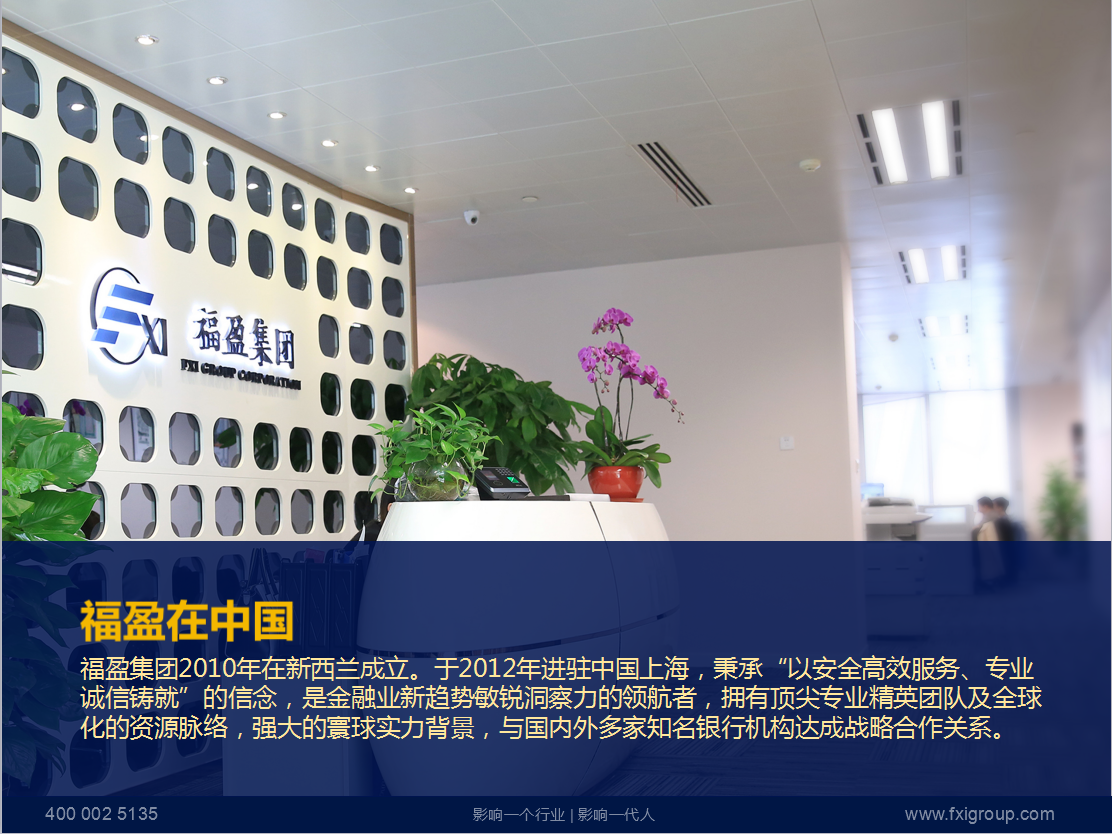 FXI
福盈集团
FXI GROUP CORPORATION
福盈在中国
福盈集团2010年在新西兰成立。于2012年进驻中国上海，秉承“以安全高效服务、专业
诚信铸就”的信念，是金融业新趋势敏锐洞察力的领航者，拥有顶尖专业精英团队及全球
化的资源脉络，强大的寰球实力背景，与国内外多家知名银行机构达成战略合作关系。
400 002 5135
影响一个行业 | 影响一代人
www.fxigroup.com